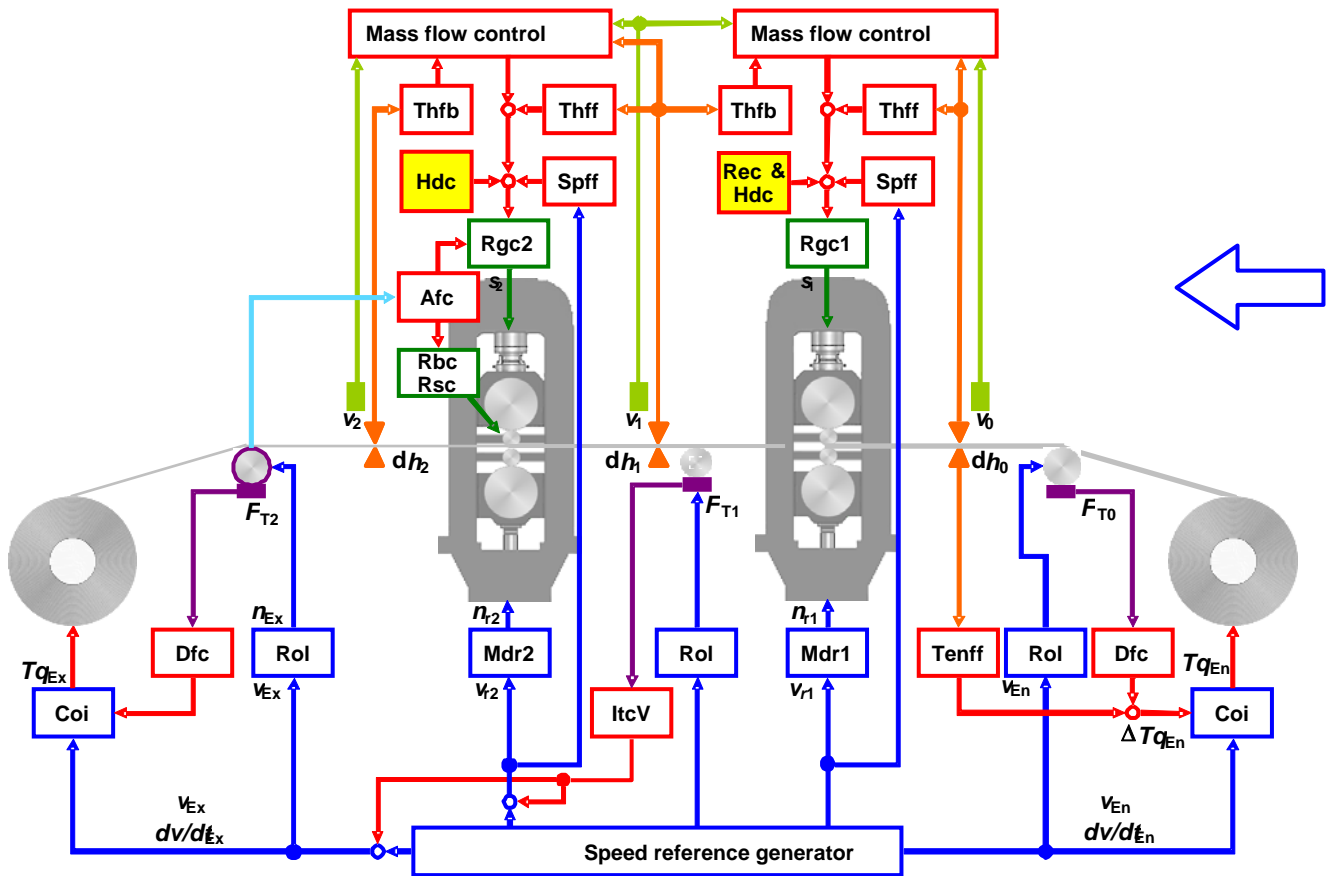 Mass flow control
Mass flow control
Thfb
Thff
Thfb
Thff
Hdc
Spff
Rec &
Hdc
Spff
Rgc2
Rgc1
s2
s1
Afc
Rbc
Rsc
v2
v1
v0
dh2
dh1
dh0
FT2
FT1
FT0
nEx
nr2
nr1
Dfc
Rol
Mdr2
Rol
Mdr1
Tenff
Rol
Dfc
TqEx
TqEn
vEx
vr2
vr1
vEn
Coi
ItcV
Coi
ΔTqEn
vEx
dv/dtEx
vEn
dv/dtEn
Speed reference generator